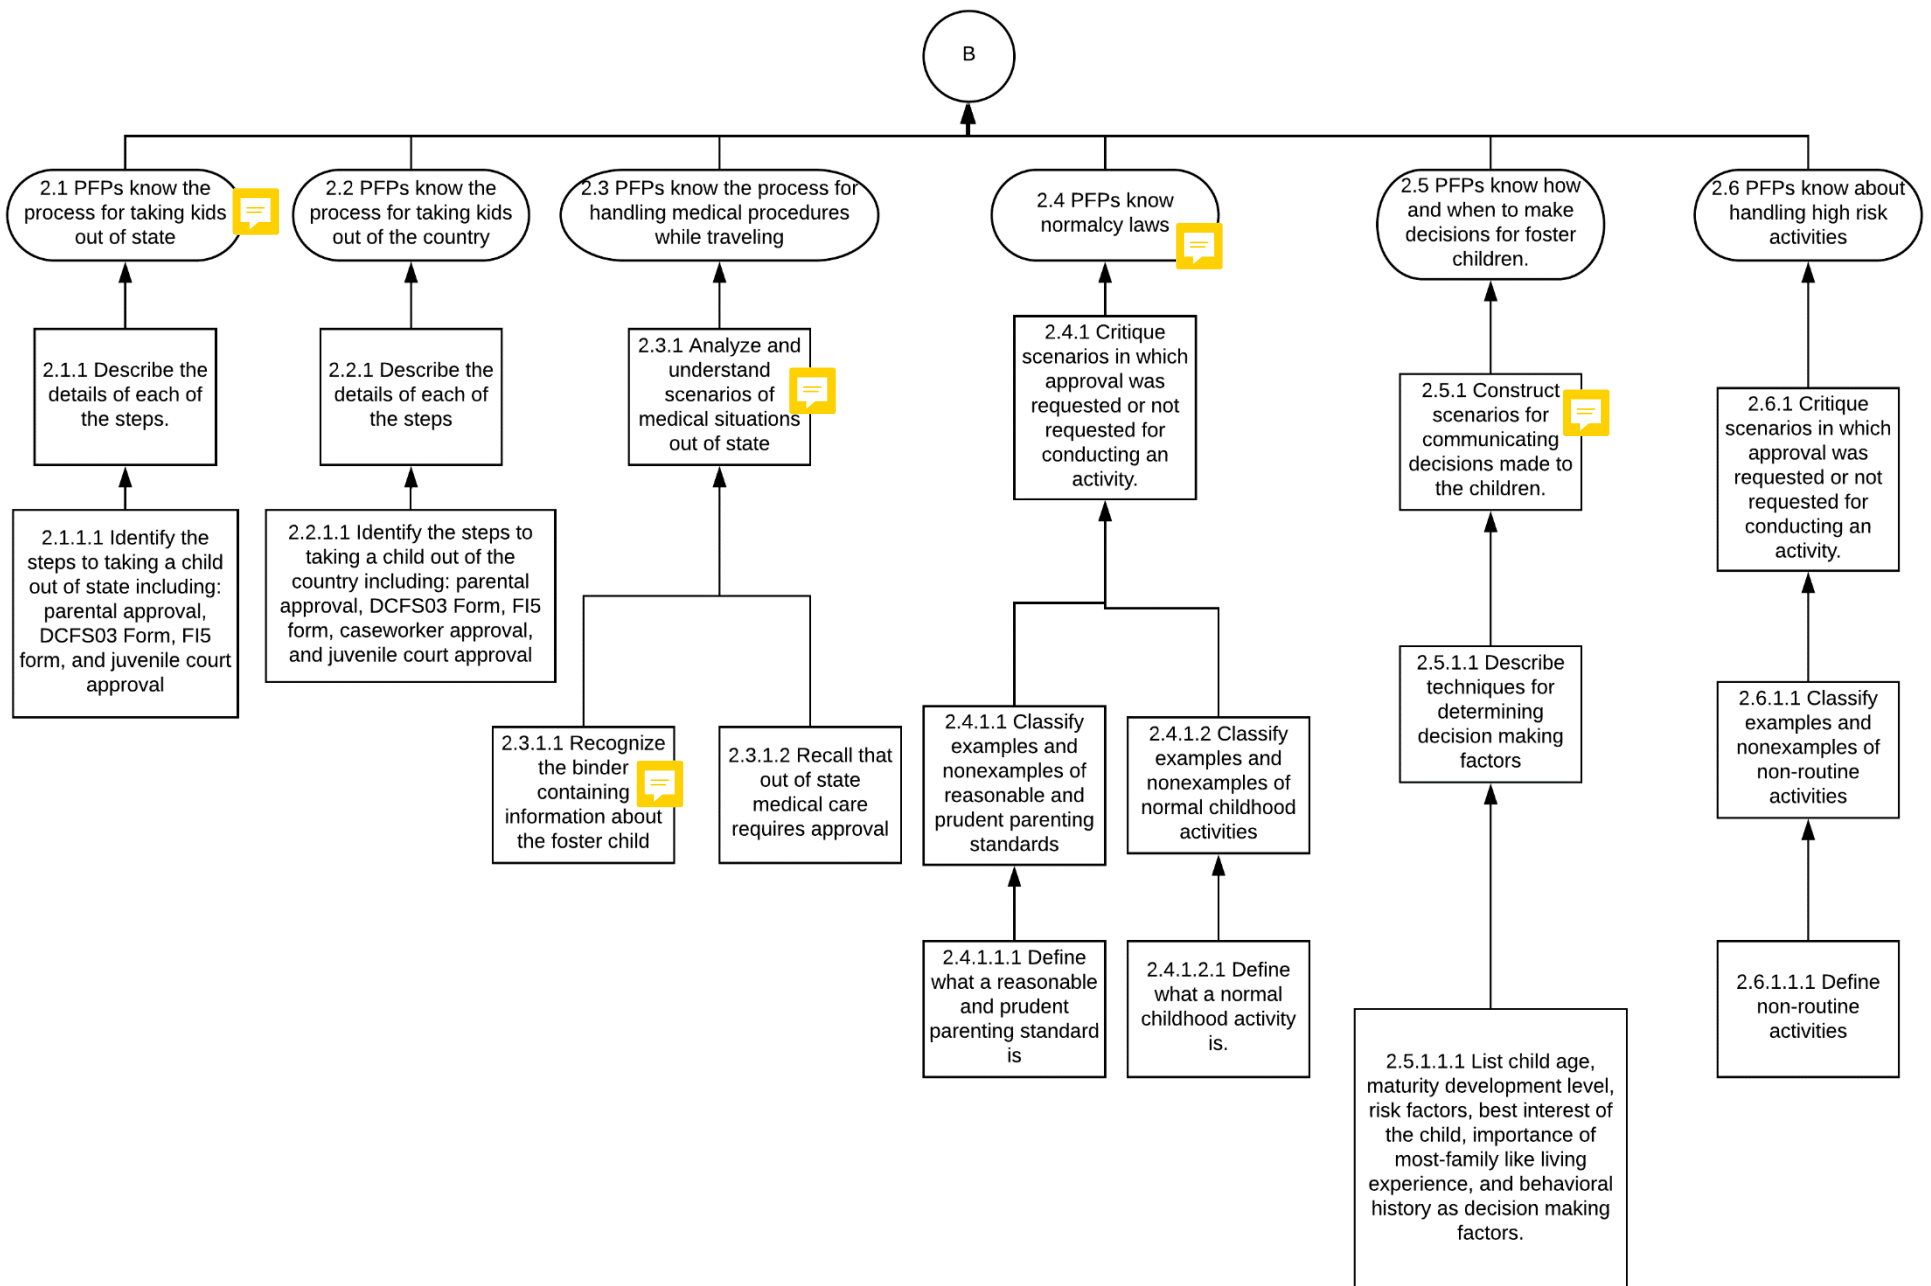 B
2.1 PFPs know the
process for taking kids
out of state
2.2 PFPs know the
process for taking kids
out of the country
2.3 PFPs know the process for
handling medical procedures
while traveling
2.4 PFPs know
normalcy laws
2.5 PFPs know how
and when to make
decisions for foster
children.
2.6 PFPs know about
handling high risk
activities
2.1.1 Describe the
details of each of
the steps.
2.2.1 Describe the
details of each of
the steps
2.3.1 Analyze and
understand
scenarios of
medical situations
out of state
2.4.1 Critique
scenarios in which
approval was
requested or not
requested for
conducting an
activity.
2.5.1 Construct
scenarios for
communicating
decisions made to
the children.
2.6.1 Critique
scenarios in which
approval was
requested or not
requested for
conducting an
activity.
2.1.1.1 Identify the
steps to taking a child
out of state including:
parental approval,
DCFS03 Form, FI5
form, and juvenile court
approval
2.2.1.1 Identify the steps to
taking a child out of the
country including: parental
approval, DCFS03 Form, FI5
form, caseworker approval,
and juvenile court approval
2.3.1.1 Recognize
the binder
containing
information about
the foster child
2.3.1.2 Recall that
out of state
medical care
requires approval
2.4.1.1 Classify
examples and
nonexamples of
reasonable and
prudent parenting
standards
2.4.1.2 Classify
examples and
nonexamples of
normal childhood
activities
2.5.1.1 Describe
techniques for
determining
decision making
factors
2.6.1.1 Classify
examples and
nonexamples of
non-routine
activities
2.4.1.1.1 Define
what a reasonable
and prudent
parenting standard
is
2.4.1.2.1 Define
what a normal
childhood activity
is.
2.5.1.1.1 List child age,
maturity development level,
risk factors, best interest of
the child, importance of
most-family like living
experience, and behavioral
history as decision making
factors.
2.6.1.1.1 Define
non-routine
activities